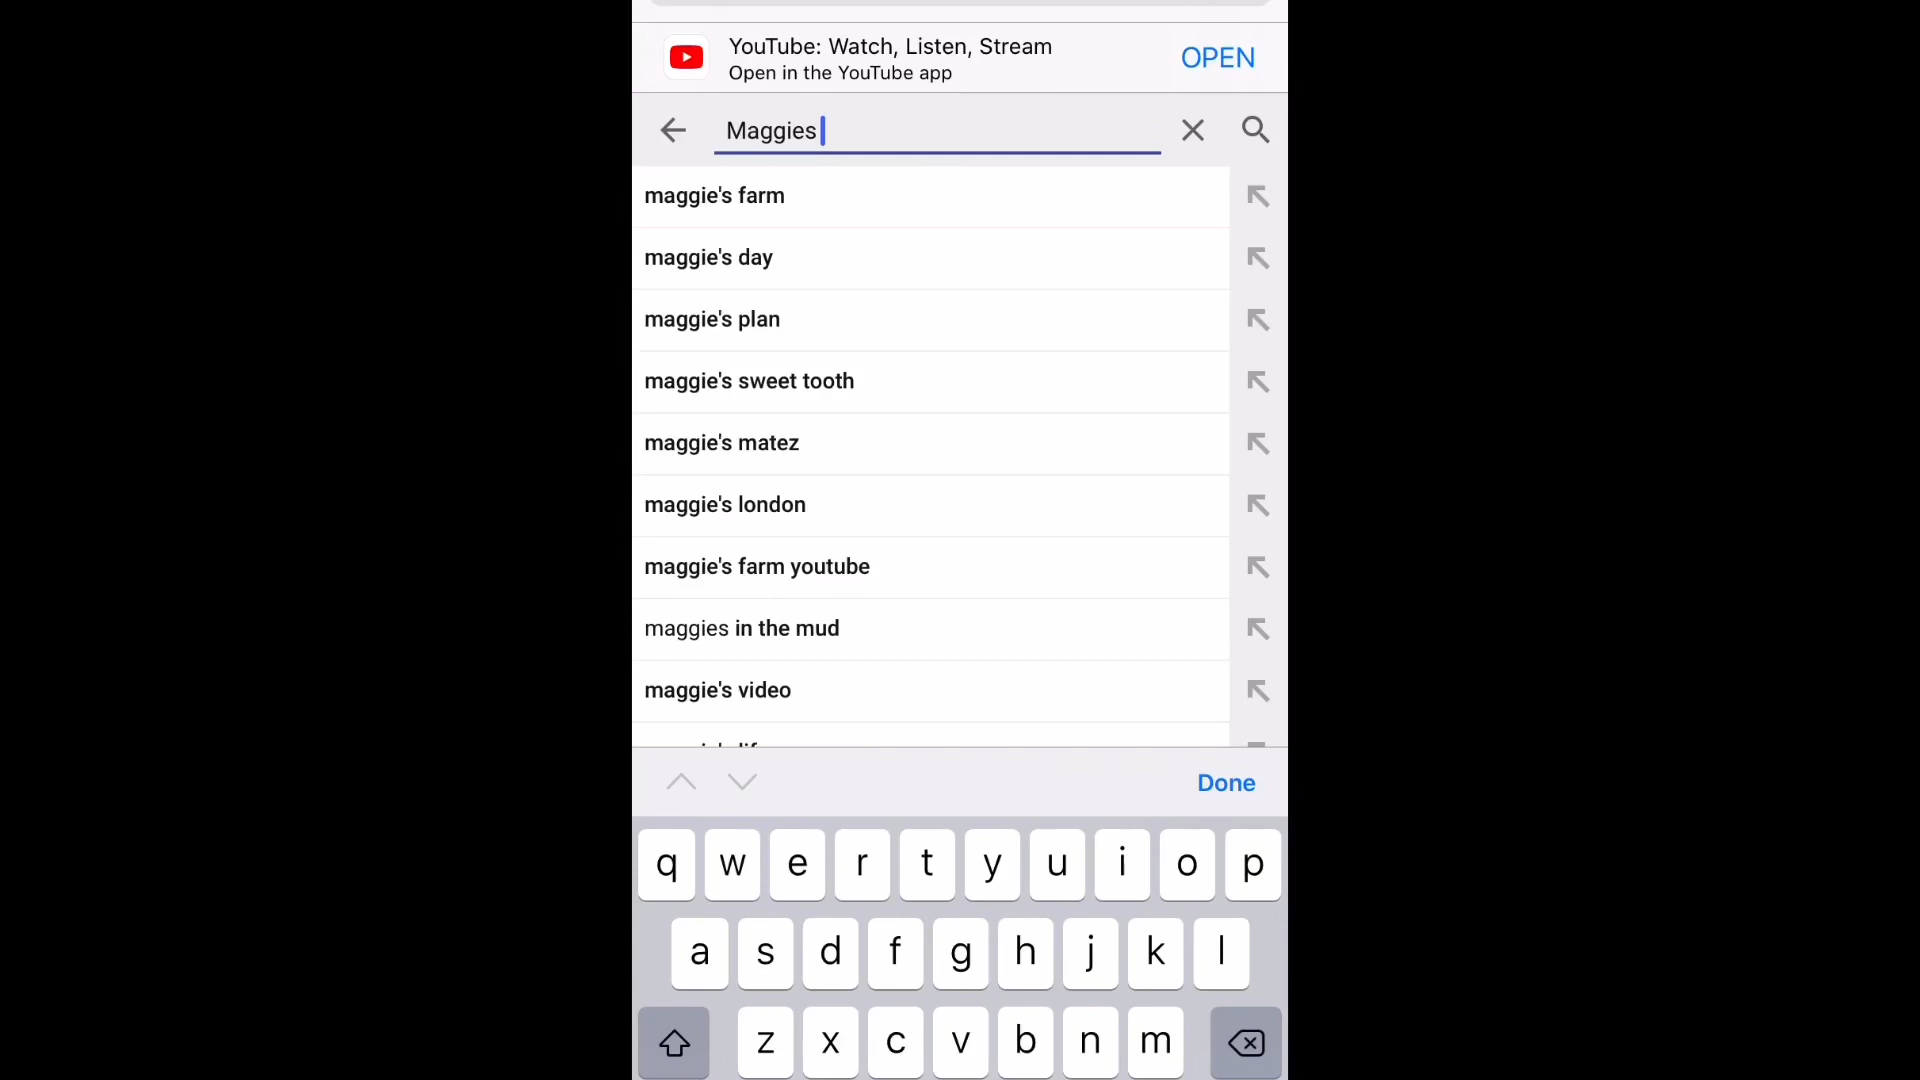 YouTube: Watch, Listen, Stream
Open in the YouTube app
OPEN
Maggies
maggie's farm
maggie's day
maggie's plan
maggie's sweet tooth
maggie's matez
maggie's london
maggie's farm youtube
maggies in the mud
maggie's video
Done
q w e r t y u i o p
a s d f g h j k l
z x c v b n m